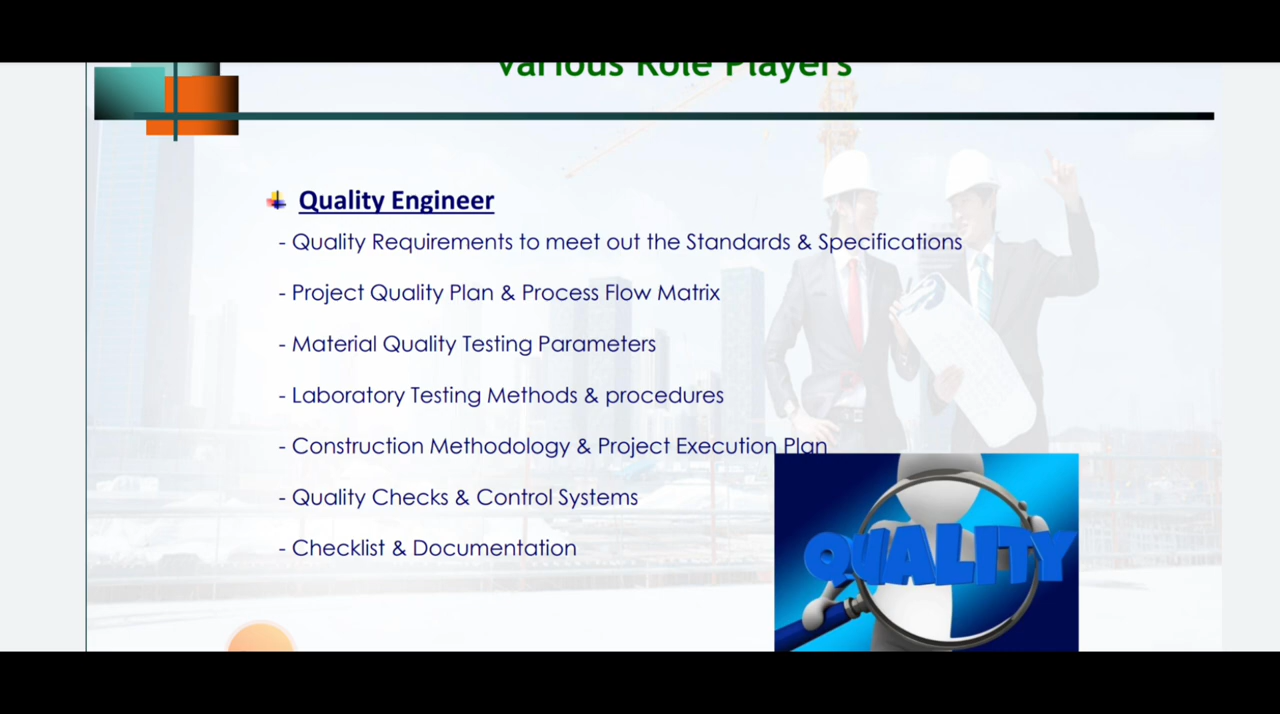 Various Role Players
Quality Engineer
- Quality Requirements to meet out the Standards & Specifications
- Project Quality Plan & Process Flow Matrix
- Material Quality Testing Parameters
- Laboratory Testing Methods & procedures
- Construction Methodology & Project Execution Plan
- Quality Checks & Control Systems
- Checklist & Documentation
QUALITY